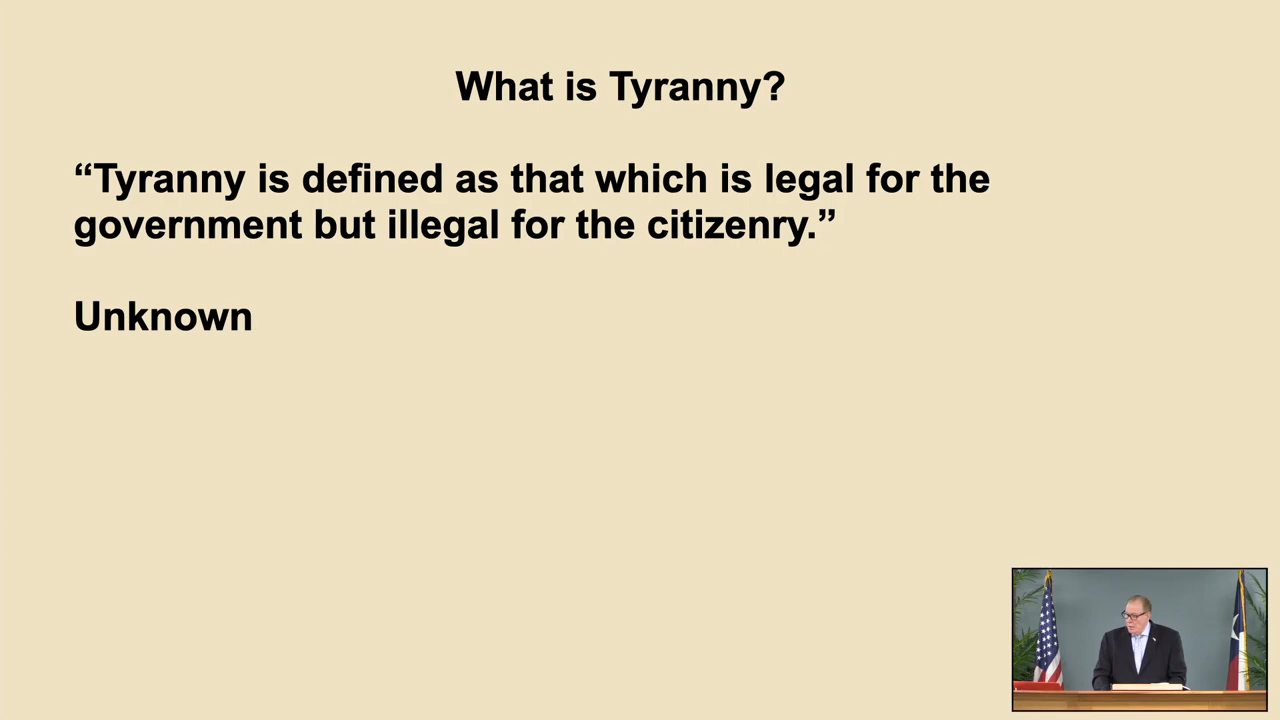 What is Tyranny?
“Tyranny is defined as that which is legal for the
government but illegal for the citizenry.”
Unknown